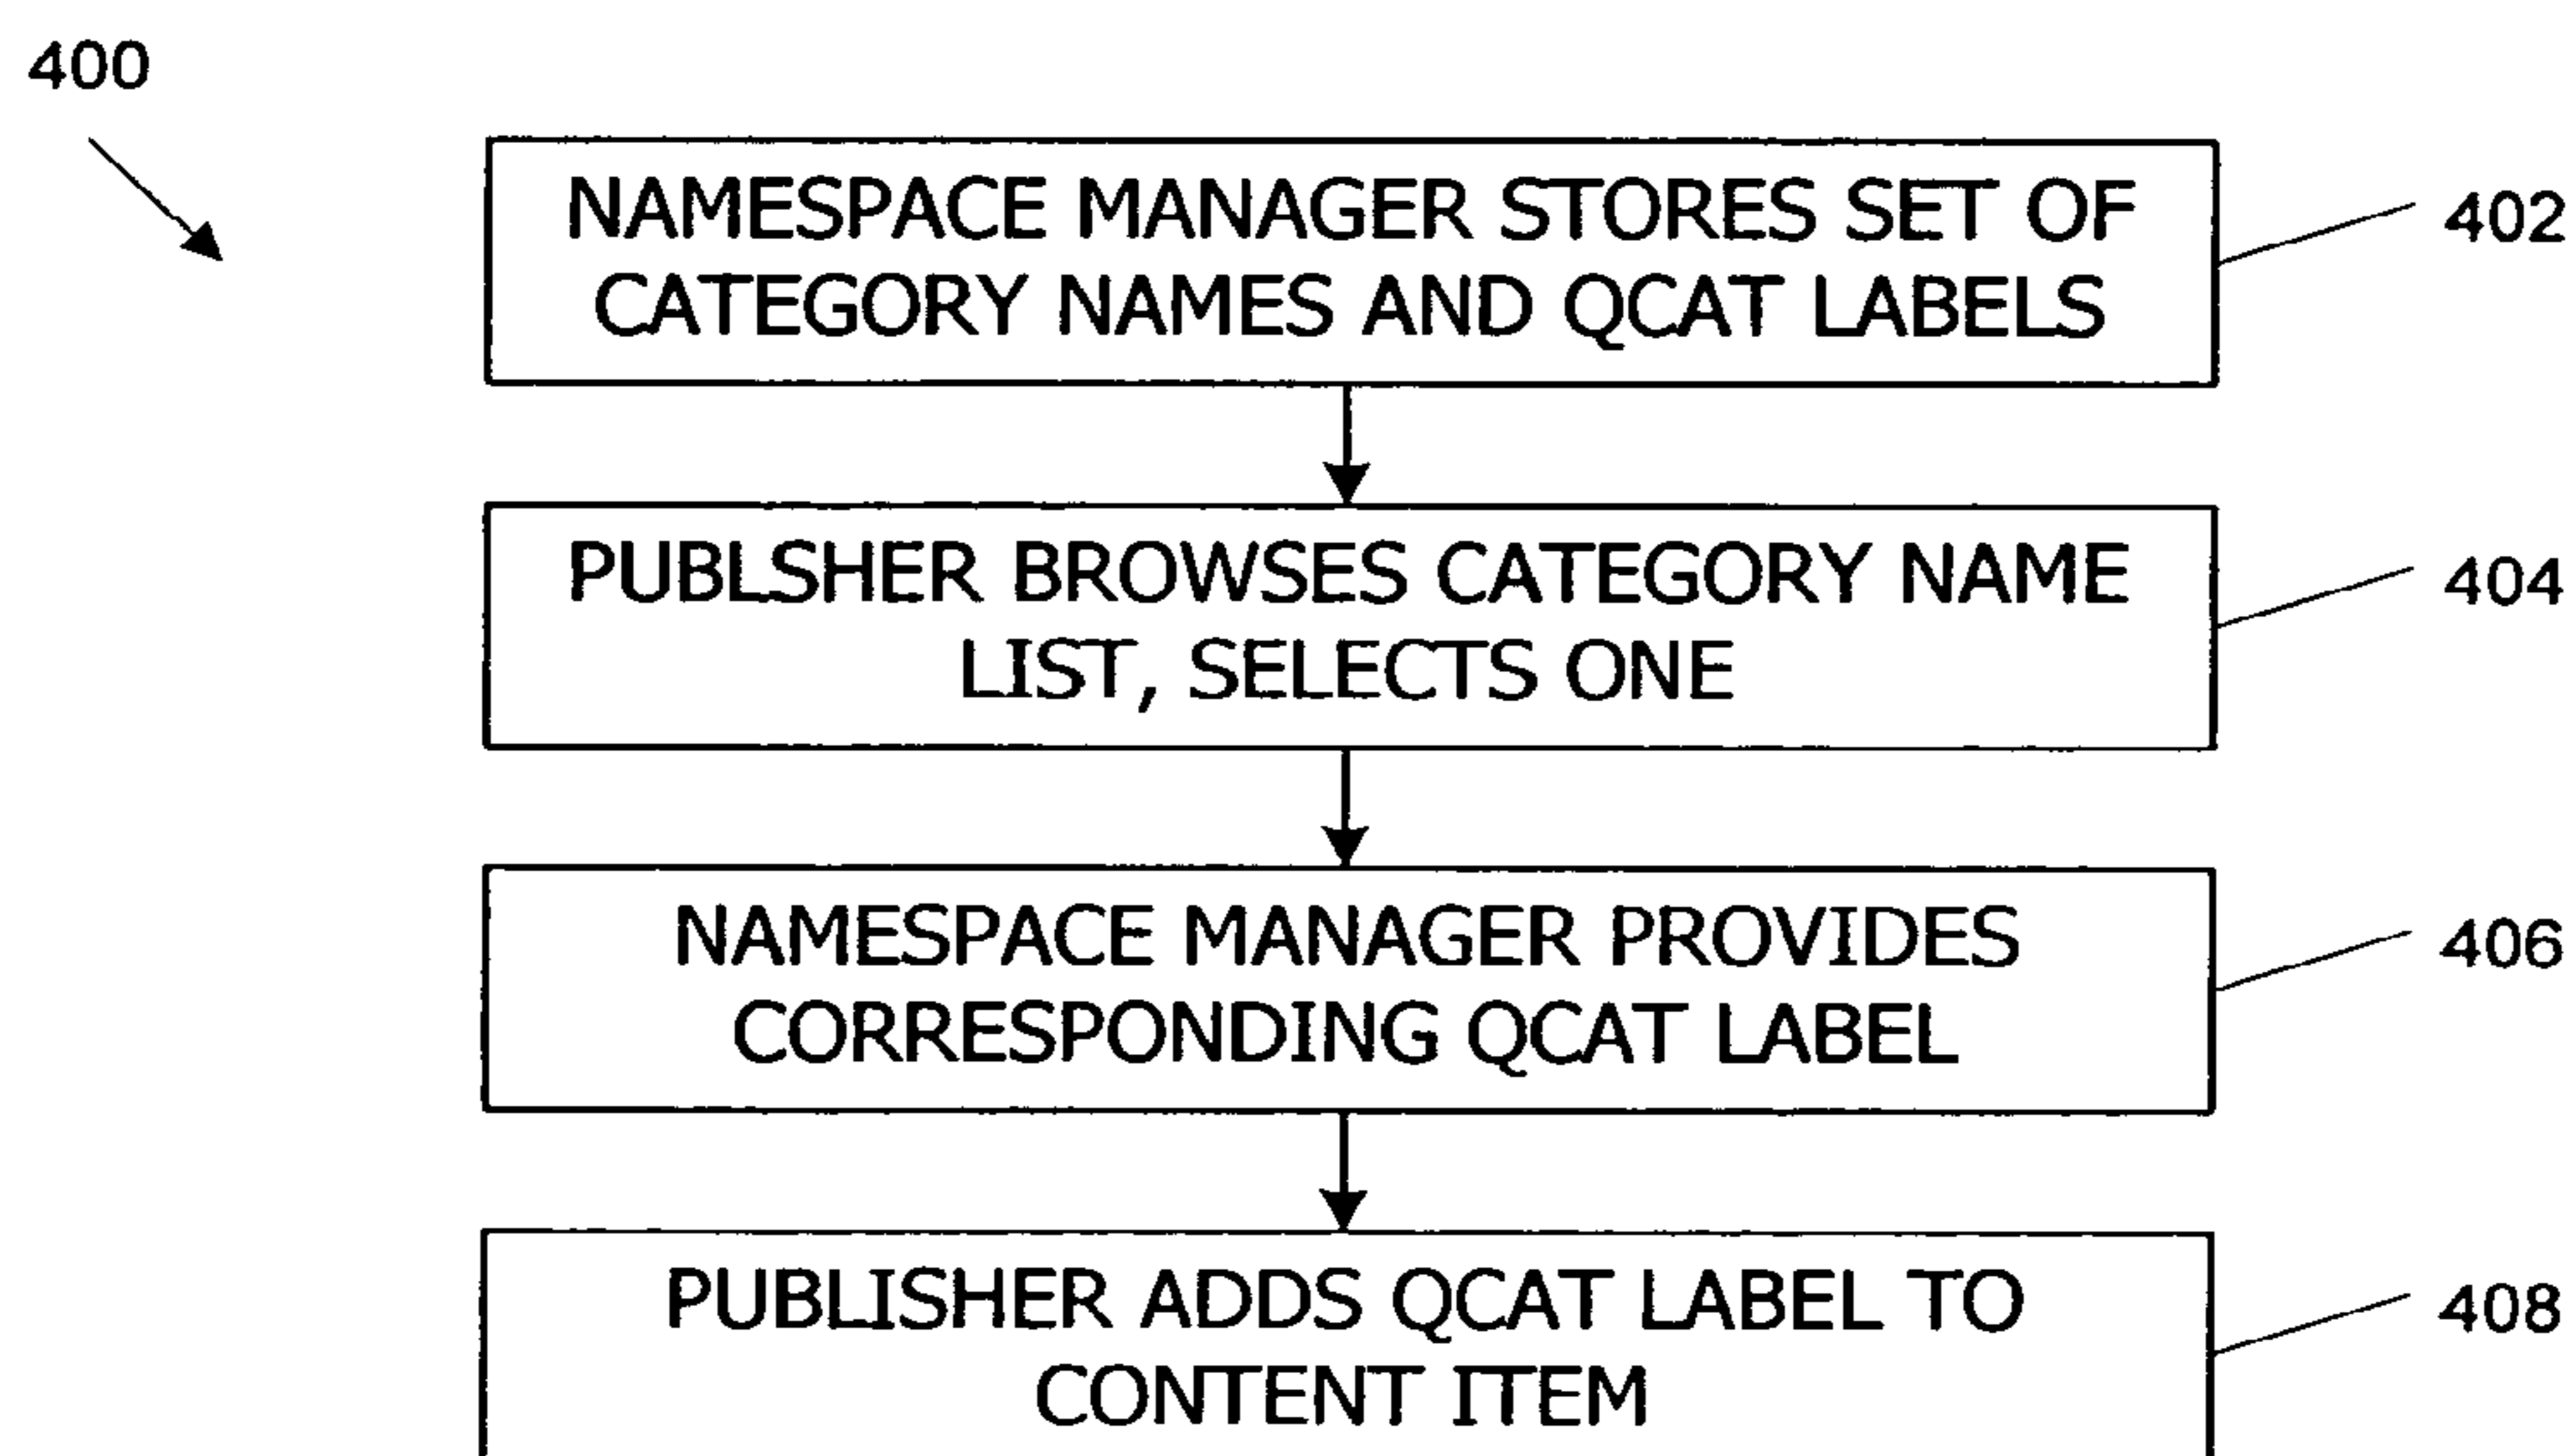 400
NAMESPACE MANAGER STORES SET OF
CATEGORY NAMES AND QCAT LABELS
402
PUBLSHER BROWSES CATEGORY NAME
LIST, SELECTS ONE
404
NAMESPACE MANAGER PROVIDES
CORRESPONDING QCAT LABEL
406
PUBLISHER ADDS QCAT LABEL TO
CONTENT ITEM
408